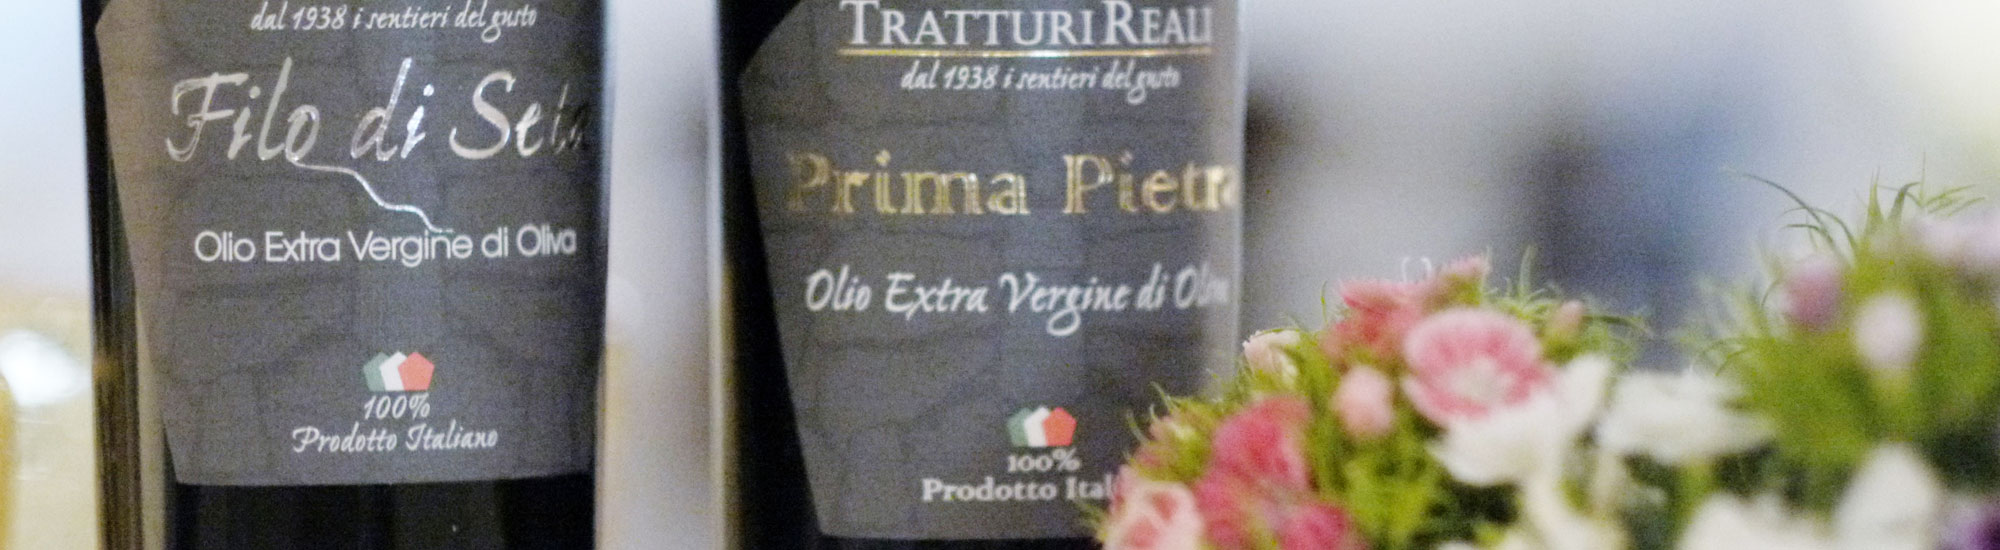 dal 1938 i sentieri del gusto
Filo di Seta
Olio Extra Vergine di Oliva
100%
Prodotto Italiano
TRATTURI REALI
dal 1938 i sentieri del gusto
Prima Pietra
Olio Extra Vergine di Oliva
100%
Prodotto Ital